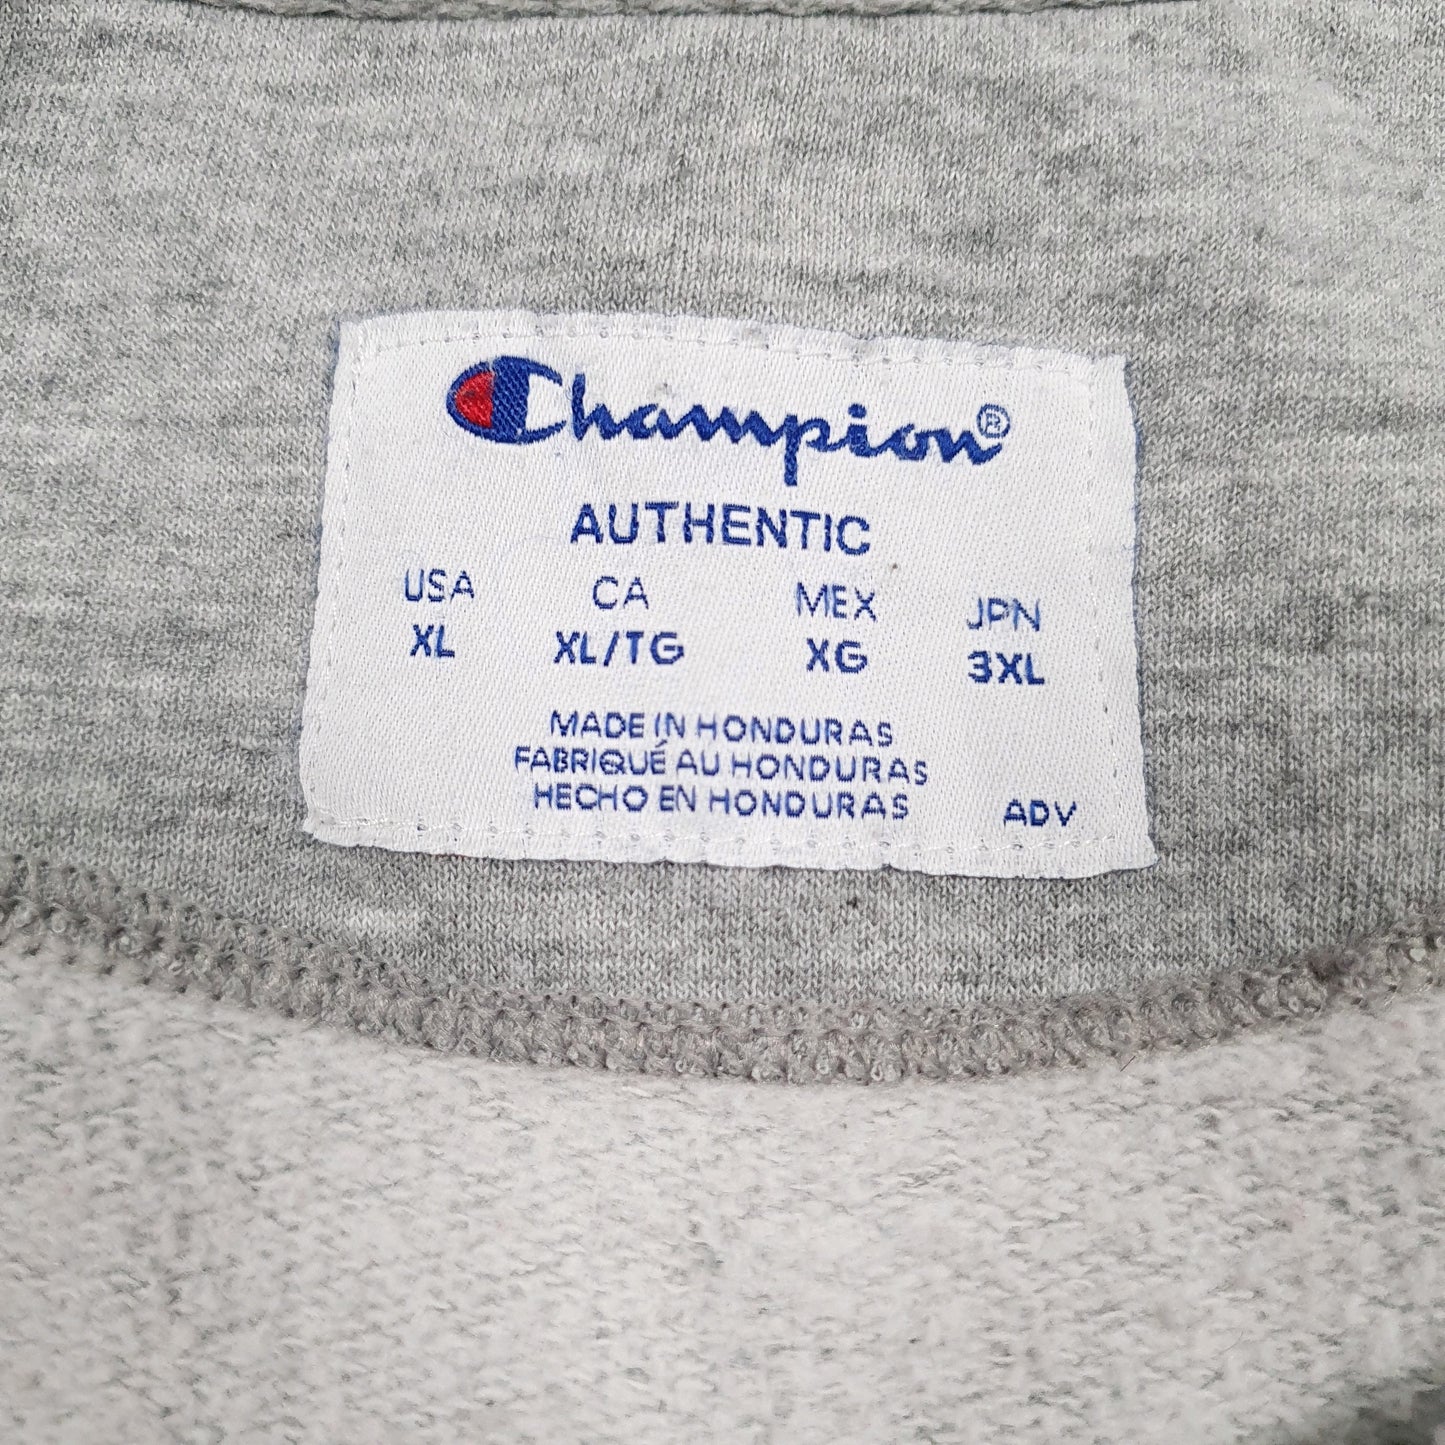 Champion®
AUTHENTIC
USA CA MEX JPN
XL XL/TG XG 3XL
MADE IN HONDURAS
FABRIQUÉ AU HONDURAS
HECHO EN HONDURAS ADV